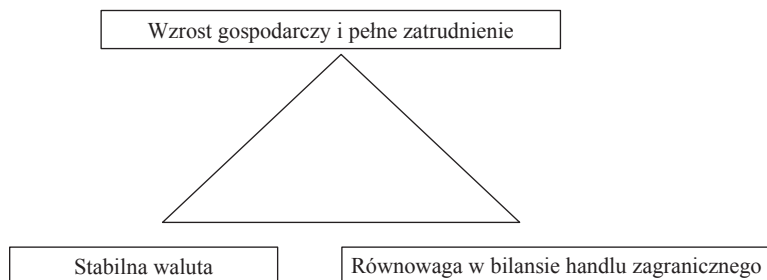 Wzrost gospodarczy i pełne zatrudnienie
Stabilna waluta
Równowaga w bilansie handlu zagranicznego